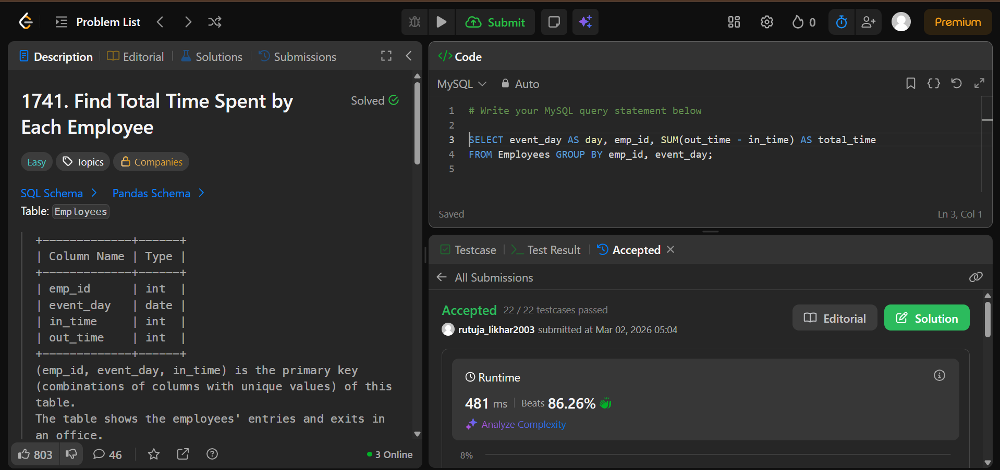 Problem List
Submit
0
Premium
Description
Editorial
Solutions
Submissions
1741. Find Total Time Spent by
Each Employee
Solved
Easy
Topics
Companies
SQL Schema
Pandas Schema
Table: Employees
+-------------+------+
| Column Name | Type |
+-------------+------+
| emp_id      | int  |
| event_day   | date |
| in_time     | int  |
| out_time    | int  |
+-------------+------+
(emp_id, event_day, in_time) is the primary key
(combinations of columns with unique values) of this
table.
The table shows the employees' entries and exits in
an office.
803
46
3 Online
</> Code
MySQL
Auto
1 # Write your MySQL query statement below
2
3 SELECT event_day AS day, emp_id, SUM(out_time - in_time) AS total_time
4 FROM Employees GROUP BY emp_id, event_day;
5
Saved
Ln 3, Col 1
Testcase
Test Result
Accepted
All Submissions
Accepted 22 / 22 testcases passed
rutuja_likhar2003 submitted at Mar 02, 2026 05:04
Editorial
Solution
Runtime
481 ms
Beats 86.26%
Analyze Complexity
8%